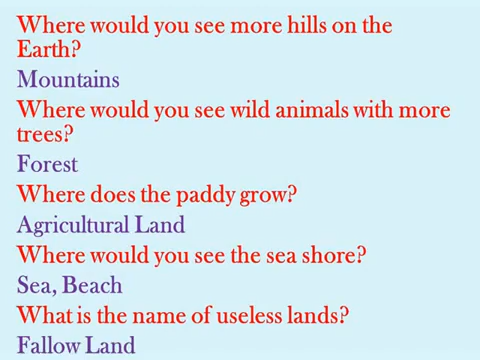 Where would you see more hills on the
Earth?
Mountains
Where would you see wild animals with more
trees?
Forest
Where does the paddy grow?
Agricultural Land
Where would you see the sea shore?
Sea, Beach
What is the name of useless lands?
Fallow Land